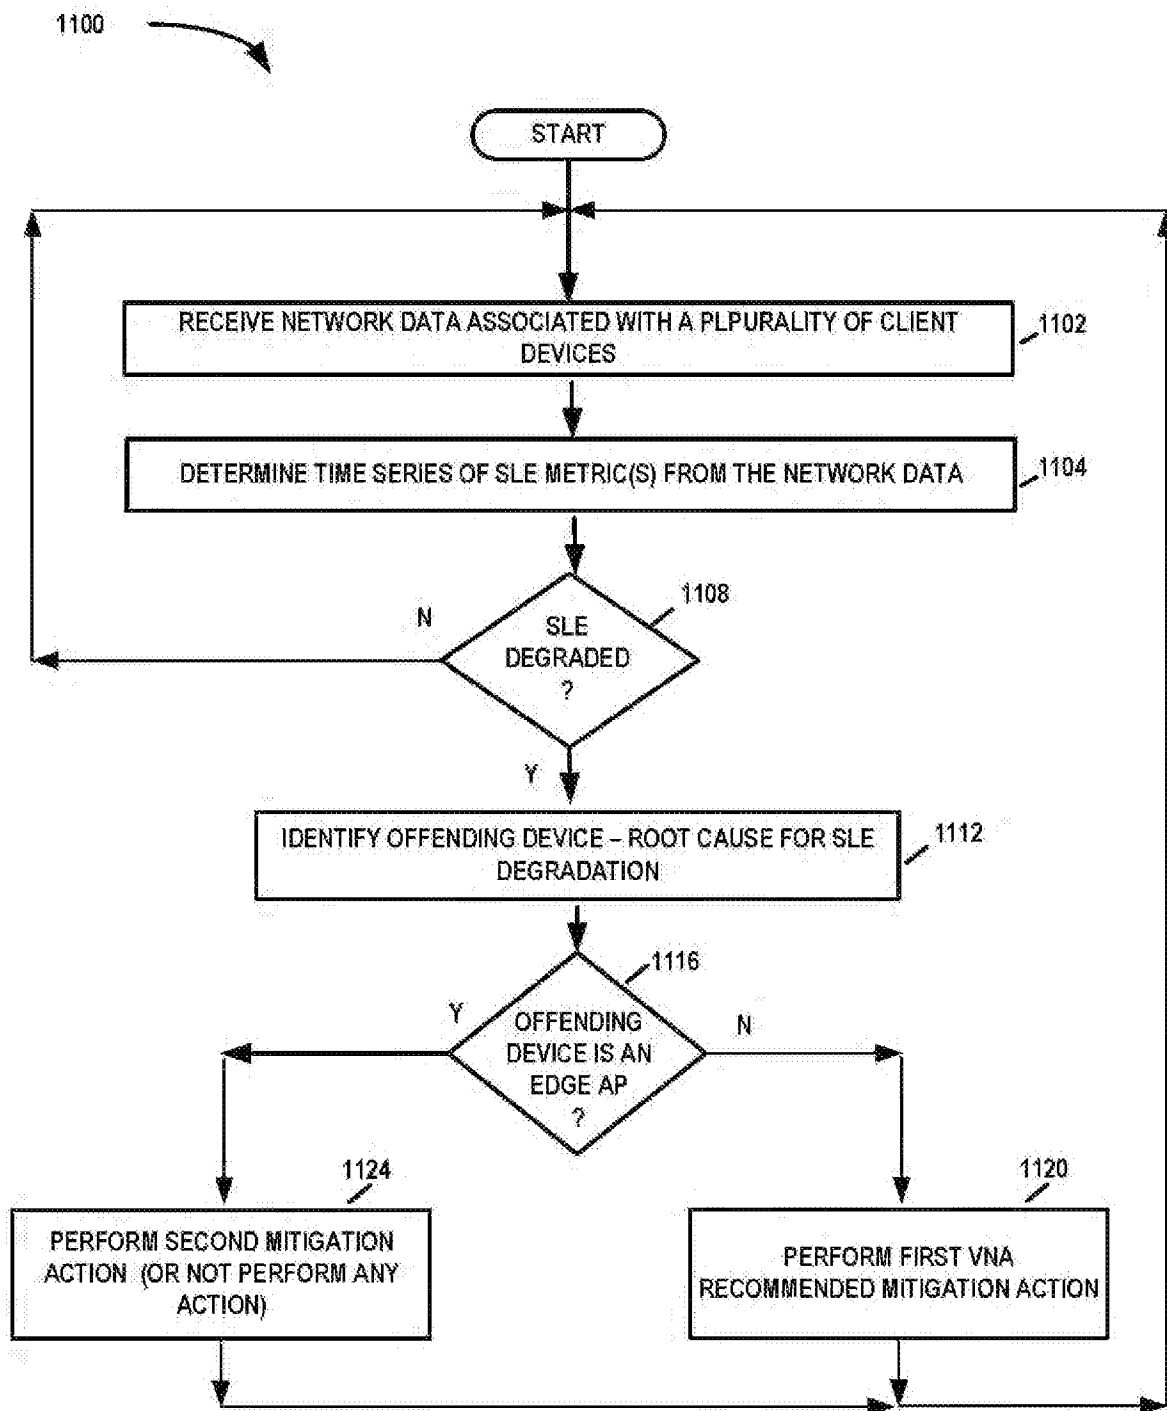 1100
START
RECEIVE NETWORK DATA ASSOCIATED WITH A PLPURALITY OF CLIENT
DEVICES
1102
DETERMINE TIME SERIES OF SLE METRIC(S) FROM THE NETWORK DATA
1104
1108
N
SLE
DEGRADED
?
Y
IDENTIFY OFFENDING DEVICE – ROOT CAUSE FOR SLE
DEGRADATION
1112
1116
Y
OFFENDING
DEVICE IS AN
EDGE AP
?
N
1124
PERFORM SECOND MITIGATION
ACTION (OR NOT PERFORM ANY
ACTION)
1120
PERFORM FIRST VNA
RECOMMENDED MITIGATION ACTION